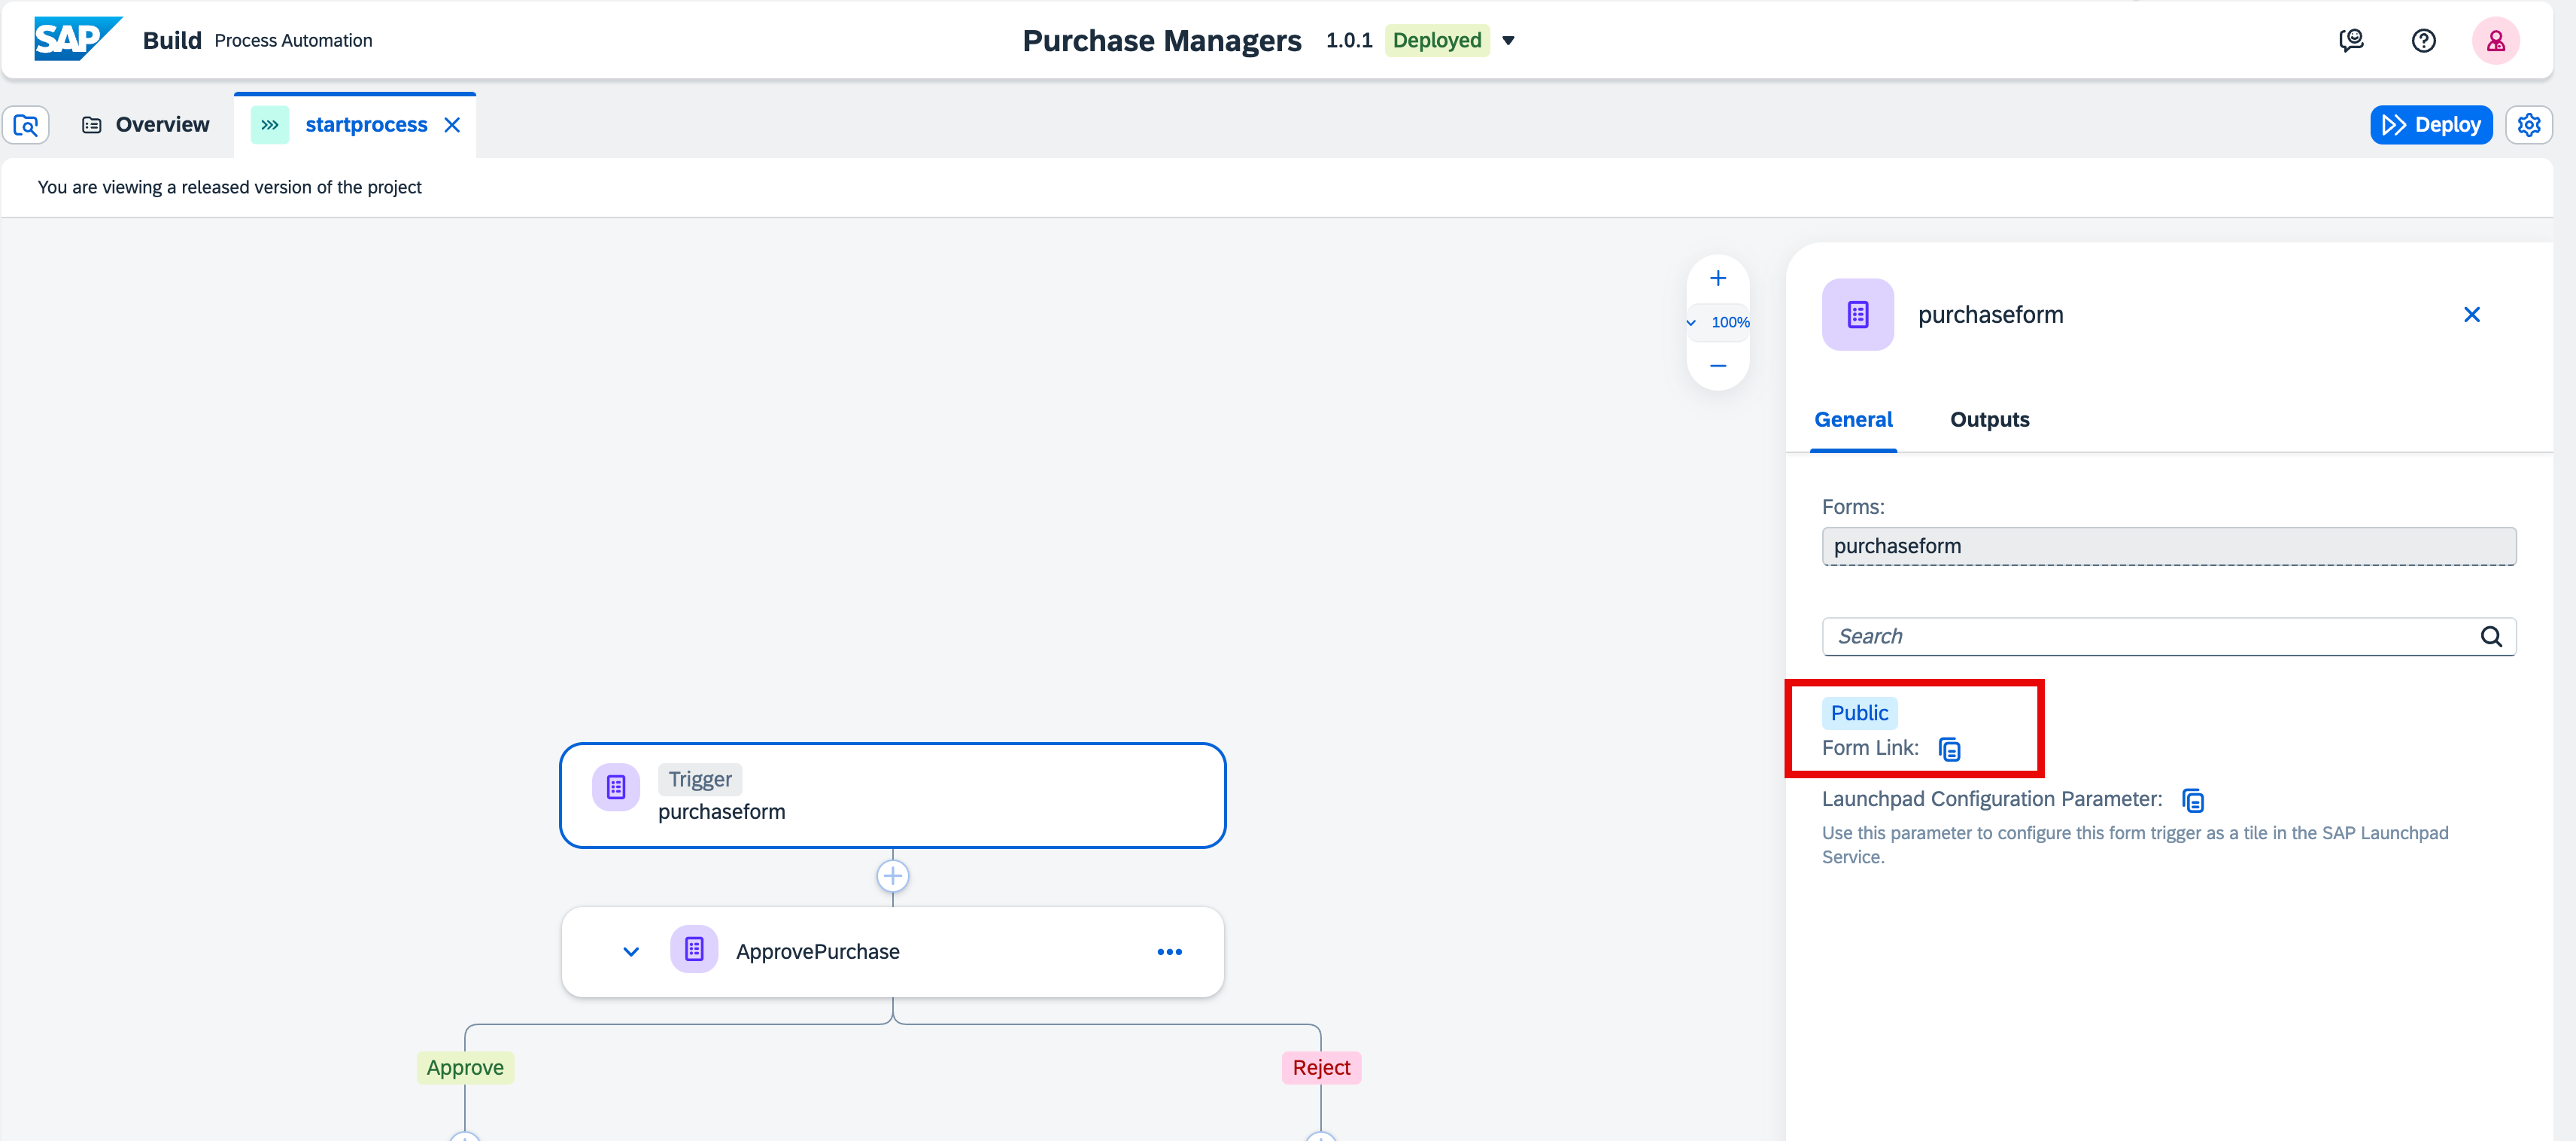 SAP Build Process Automation
Purchase Managers 1.0.1 Deployed
Overview
startprocess
Deploy
You are viewing a released version of the project
100%
purchaseform
General Outputs
Forms:
purchaseform
Search
Public
Form Link:
Launchpad Configuration Parameter:
Use this parameter to configure this form trigger as a tile in the SAP Launchpad
Service.
Trigger
purchaseform
ApprovePurchase
Approve
Reject